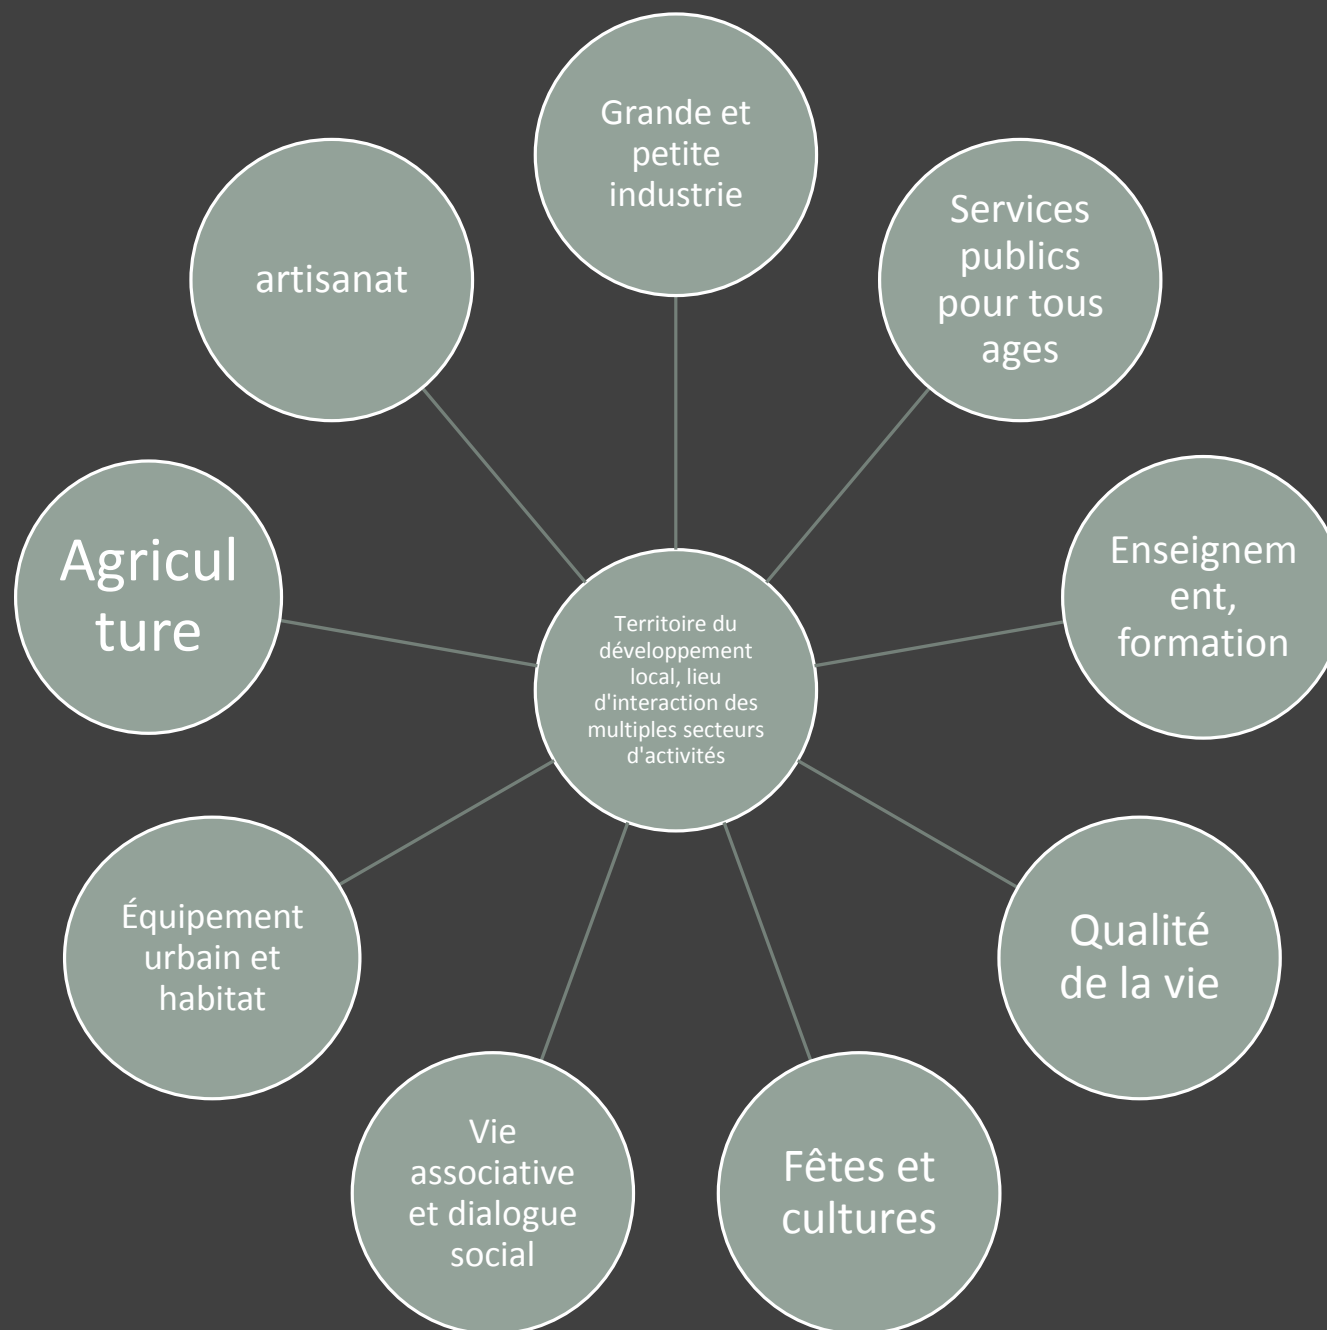 Grande et
petite
industrie
Services
publics
pour tous
ages
Enseignem
ent,
formation
Qualité
de la vie
Fêtes et
cultures
Vie
associative
et dialogue
social
Équipement
urbain et
habitat
Agricul
ture
artisanat
Territoire du
développement
local, lieu
d'interaction des
multiples secteurs
d'activités